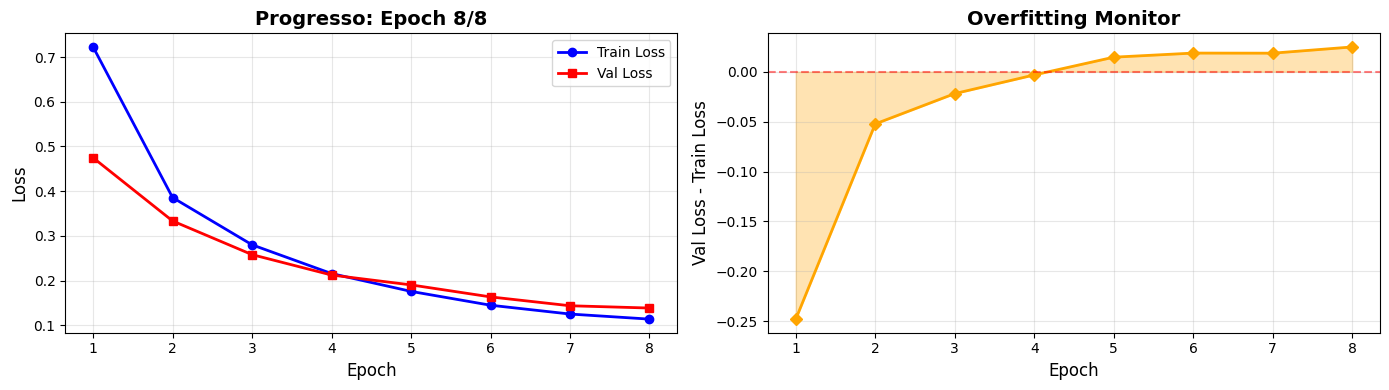 Progresso: Epoch 8/8
Train Loss
Val Loss
Loss
0.7
0.6
0.5
0.4
0.3
0.2
0.1
1 2 3 4 5 6 7 8
Epoch
Overfitting Monitor
Val Loss - Train Loss
0.00
−0.05
−0.10
−0.15
−0.20
−0.25
1 2 3 4 5 6 7 8
Epoch